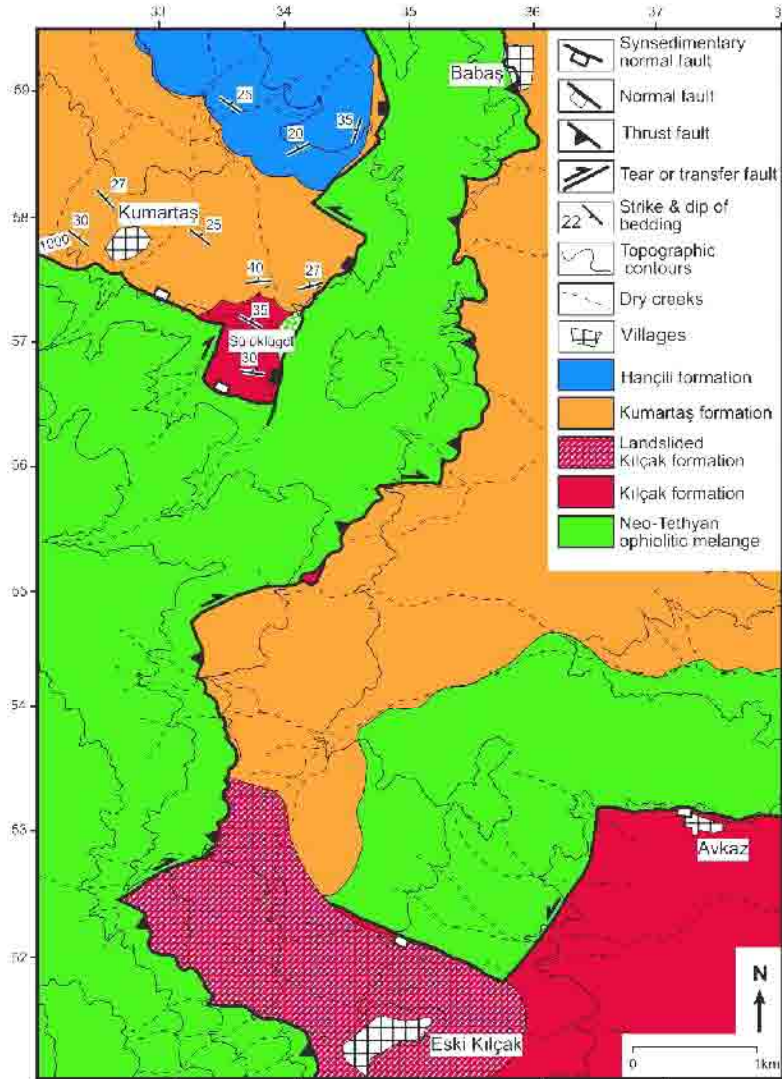 33
34
35
36
37
3
59
58
57
56
55
54
53
52
Babaş
25
20
35
27
Kumartaş
30
25
1000
40
27
35
30
Avkaz
Eski Kılçak
Synsedimentary
normal fault
Normal fault
Thrust fault
Tear or transfer fault
22
Strike & dip of
bedding
Topographic
contours
Dry creeks
Villages
Hançili formation
Kumartaş formation
Landslided
Kılçak formation
Kılçak formation
Neo-Tethyan
ophiolitic melange
N
0
1km